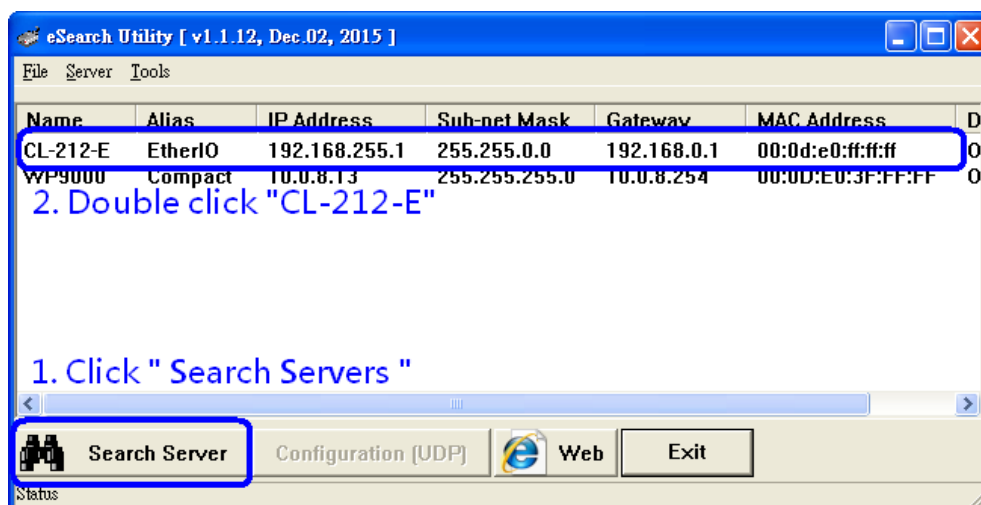 eSearch Utility [ v1.1.12, Dec.02, 2015 ]
File Server Tools
Name Alias IP Address Sub-net Mask Gateway MAC Address D
CL-212-E EtherIO 192.168.255.1 255.255.0.0 192.168.0.1 00:0d:e0:ff:ff:ff O
WP9000 Compact 10.0.8.13 255.255.255.0 10.0.8.254 00:0D:E0:3F:FF:FF O
2. Double click "CL-212-E"
1. Click " Search Servers "
Search Server Configuration (UDP) Web Exit
Status